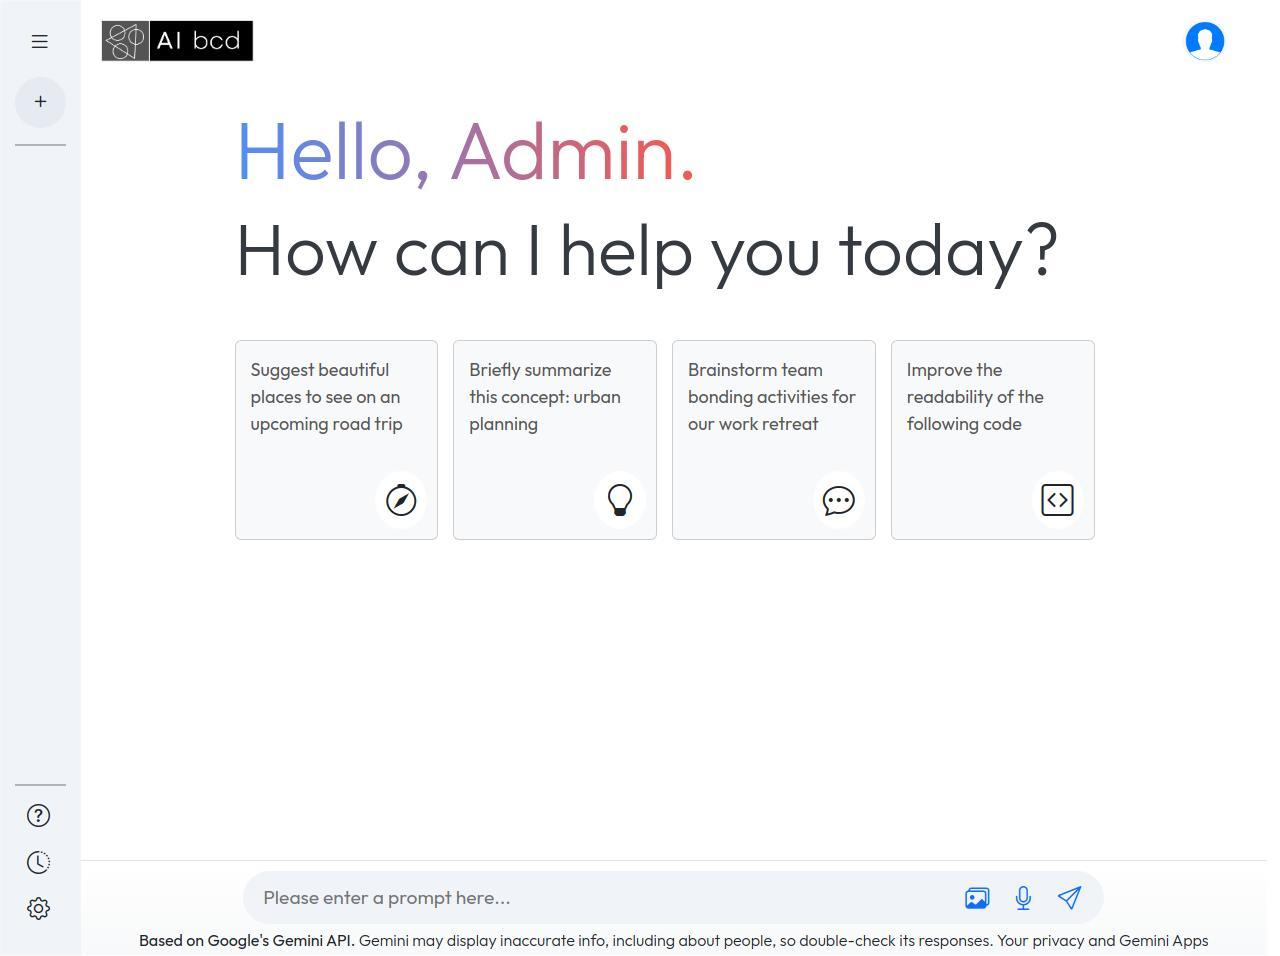 AI bcd
Hello, Admin.
How can I help you today?
Suggest beautiful
places to see on an
upcoming road trip
Briefly summarize
this concept: urban
planning
Brainstorm team
bonding activities for
our work retreat
Improve the
readability of the
following code
Please enter a prompt here...
Based on Google's Gemini API. Gemini may display inaccurate info, including about people, so double-check its responses. Your privacy and Gemini Apps